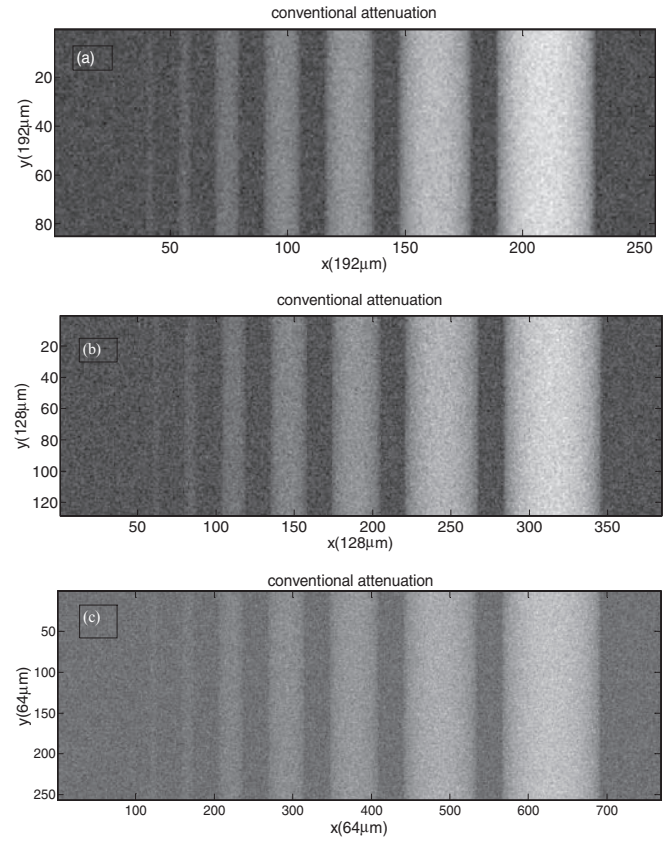 conventional attenuation
(a)
20
40
60
80
y(192μm)
50 100 150 200 250
x(192μm)
conventional attenuation
(b)
20
40
60
80
100
120
y(128μm)
50 100 150 200 250 300 350
x(128μm)
conventional attenuation
(c)
50
100
150
200
250
y(64μm)
100 200 300 400 500 600 700
x(64μm)